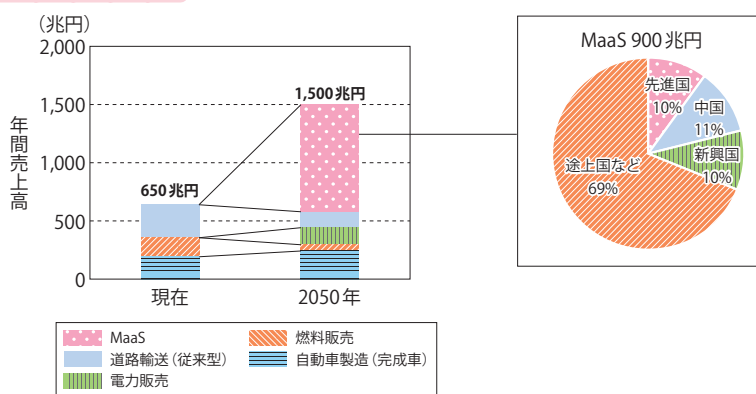 （兆円）
2,000
1,500
1,000
500
0
年間売上高
650兆円
1,500兆円
現在
2050年
MaaS 900兆円
先進国
10%
中国
11%
新興国
10%
途上国など
69%
MaaS
燃料販売
道路輸送（従来型）
自動車製造（完成車）
電力販売